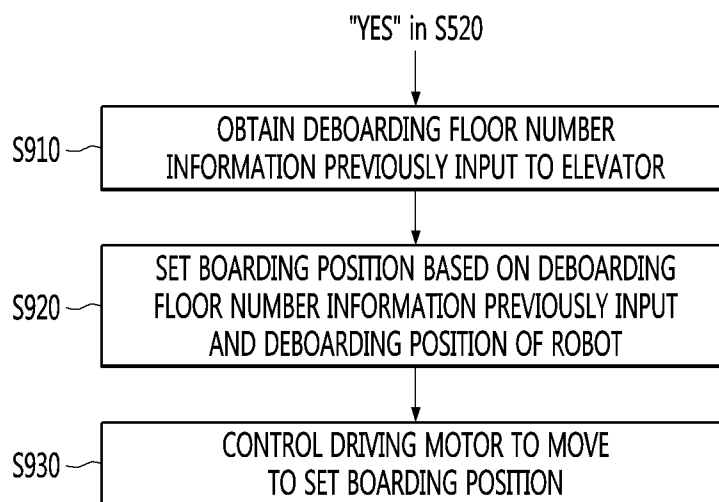 "YES" in S520
S910
OBTAIN DEBOARDING FLOOR NUMBER
INFORMATION PREVIOUSLY INPUT TO ELEVATOR
S920
SET BOARDING POSITION BASED ON DEBOARDING
FLOOR NUMBER INFORMATION PREVIOUSLY INPUT
AND DEBOARDING POSITION OF ROBOT
S930
CONTROL DRIVING MOTOR TO MOVE
TO SET BOARDING POSITION